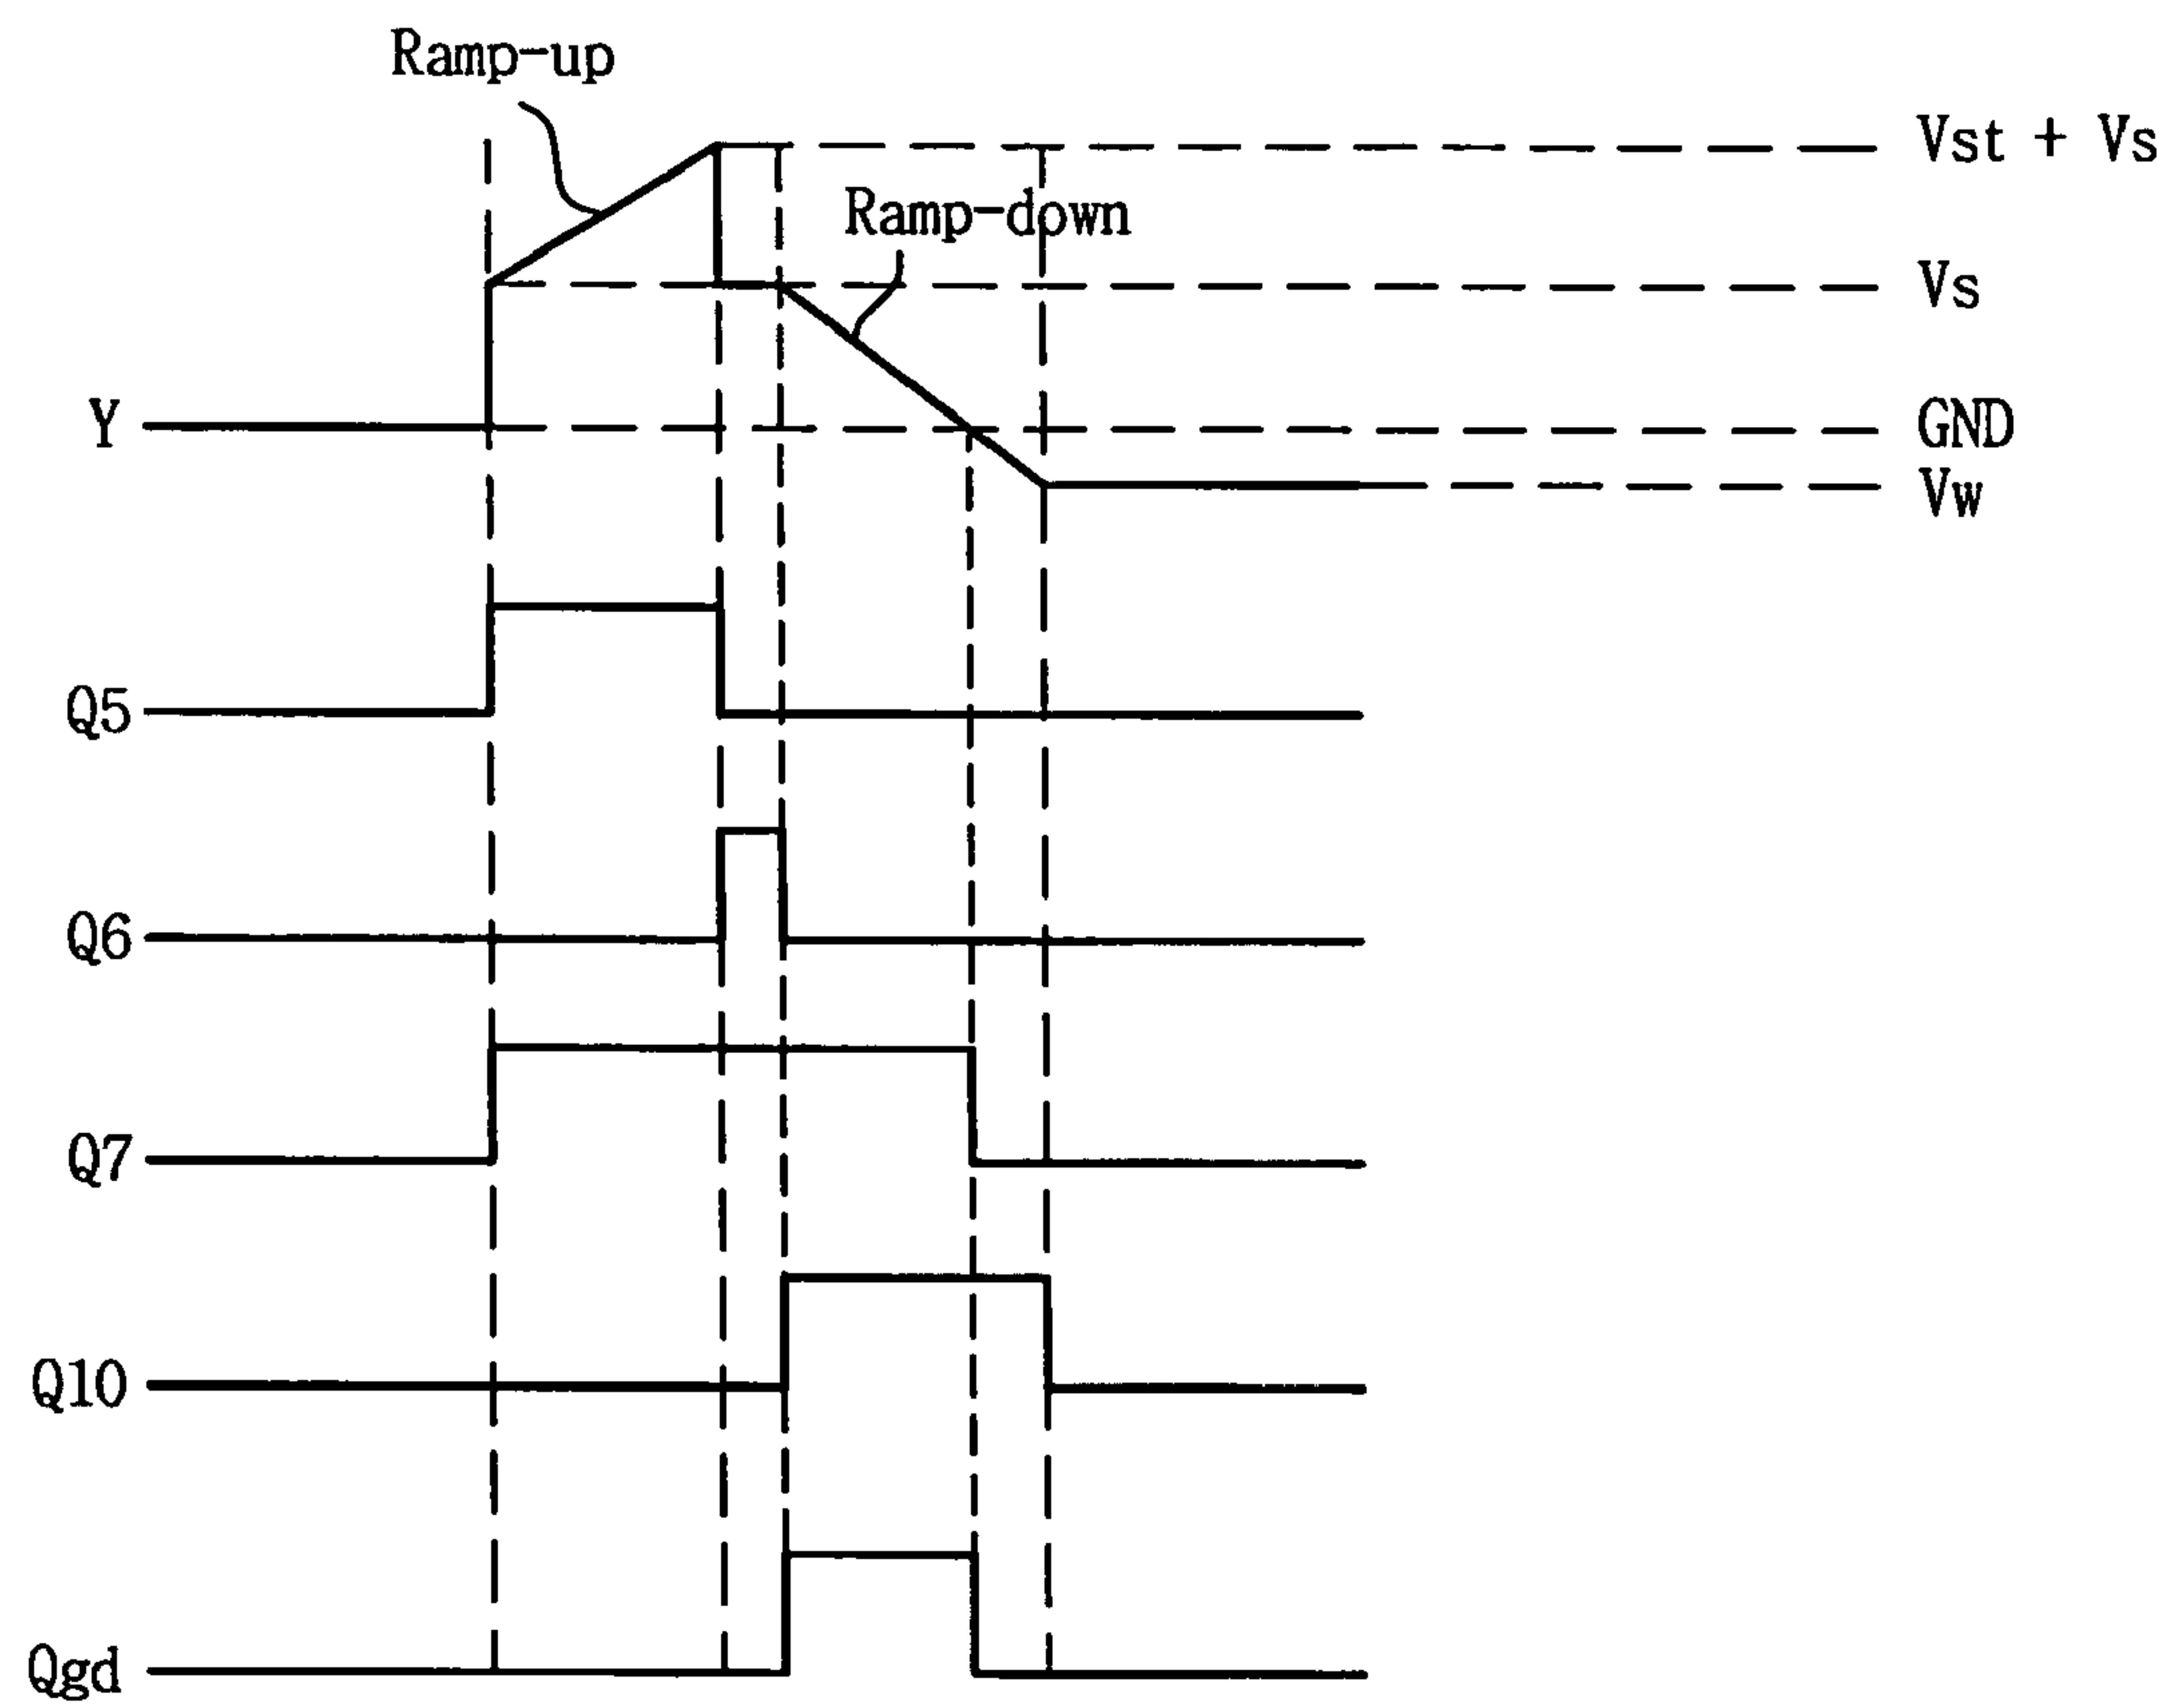 Ramp-up
Vst + Vs
Ramp-down
Vs
Y
GND
Vw
Q5
Q6
Q7
Q10
Qgd